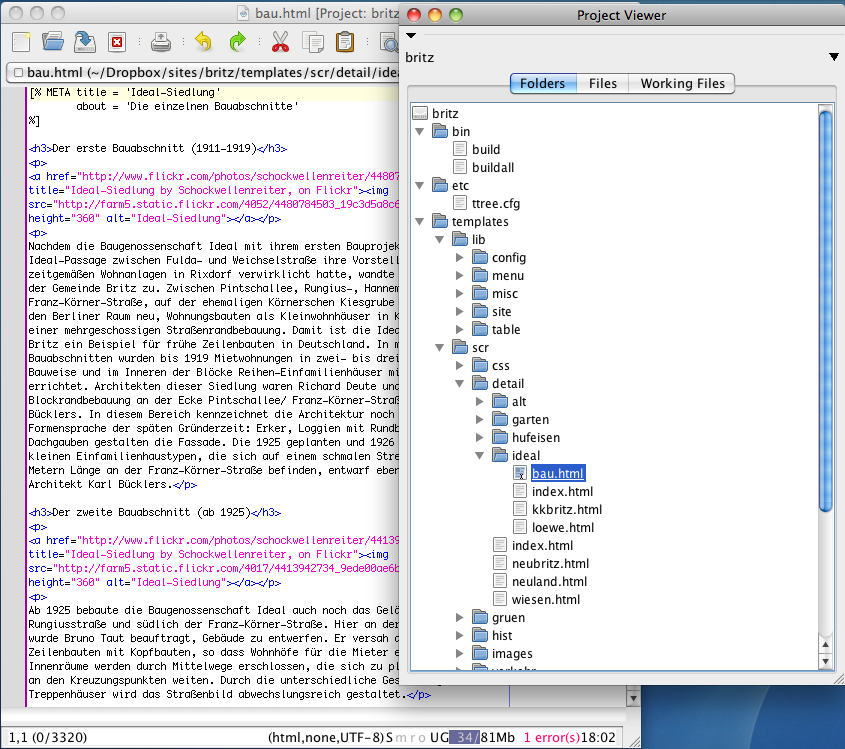 bau.html [Project: britz
bau.html (~/Dropbox/sites/britz/templates/scr/detail/idea
[% META title = 'Ideal-Siedlung'
about = 'Die einzelnen Bauabschnitte'
%]
<h3>Der erste Bauabschnitt (1911-1919)</h3>
<p>
<a href="http://www.flickr.com/photos/schockwellenreiter/44807
title="Ideal-Siedlung by Schockwellenreiter, on Flickr"><img
src="http://farm5.static.flickr.com/4052/4480784503_19c3d5a8c6
height="360" alt="Ideal-Siedlung"></a></p>
<p>
Nachdem die Baugenossenschaft Ideal mit ihrem ersten Bauprojek
Ideal-Passage zwischen Fulda- und Weichselstraße ihre Vorstell
zeitgemäßen Wohnanlagen in Rixdorf verwirklicht hatte, wandte
der Gemeinde Britz zu. Zwischen Pintschallee, Rungius-, Hannem
Franz-Körner-Straße, auf der ehemaligen Körnerschen Kiesgrube
den Berliner Raum neu, Wohnungsbauten als Kleinwohnhäuser in K
einer mehrgeschossigen Straßenrandbebauung. Damit ist die Idea
Britz ein Beispiel für frühe Zeilenbauten in Deutschland. In m
Bauabschnitten wurden bis 1919 Mietwohnungen in zwei- bis drei
Bauweise und im Inneren der Blöcke Reihen-Einfamilienhäuser mi
errichtet. Architekten dieser Siedlung waren Richard Deute und
Blockrandbebauung an der Ecke Pintschallee/ Franz-Körner-Straß
Bücklers. In diesem Bereich kennzeichnet die Architektur noch
Formensprache der späten Gründerzeit: Erker, Loggien mit Rundb
Dachgauben gestalten die Fassade. Die 1925 geplanten und 1926
kleinen Einfamilienhaustypen, die sich auf einem schmalen Stre
Metern Länge an der Franz-Körner-Straße befinden, entwarf eben
Architekt Karl Bücklers.</p>
<h3>Der zweite Bauabschnitt (ab 1925)</h3>
<p>
<a href="http://www.flickr.com/photos/schockwellenreiter/44139
title="Ideal-Siedlung by Schockwellenreiter, on Flickr"><img
src="http://farm5.static.flickr.com/4017/4413942734_9ede00ae6b
height="360" alt="Ideal-Siedlung"></a></p>
<p>
Ab 1925 bebaute die Baugenossenschaft Ideal auch noch das Gelä
Rungiusstraße und südlich der Franz-Körner-Straße. Hier an der
wurde Bruno Taut beauftragt, Gebäude zu entwerfen. Er versah d
Zeilenbauten mit Kopfbauten, so dass Wohnhöfe für die Mieter e
Innenräume werden durch Mittelwege erschlossen, die sich zu pl
an den Kreuzungspunkten weiten. Durch die unterschiedliche Ges
Treppenhäuser wird das Straßenbild abwechslungsreich gestaltet.</p>
1,1 (0/3320)
(html,none,UTF-8)S m r o UG 34/81Mb 1 error(s)18:02
Project Viewer
britz
Folders Files Working Files
britz
bin
build
buildall
etc
ttree.cfg
templates
lib
config
menu
misc
site
table
scr
css
detail
alt
garten
hufeisen
ideal
bau.html
index.html
kkbritz.html
loewe.html
index.html
neubritz.html
neuland.html
wiesen.html
gruen
hist
images
verkehr